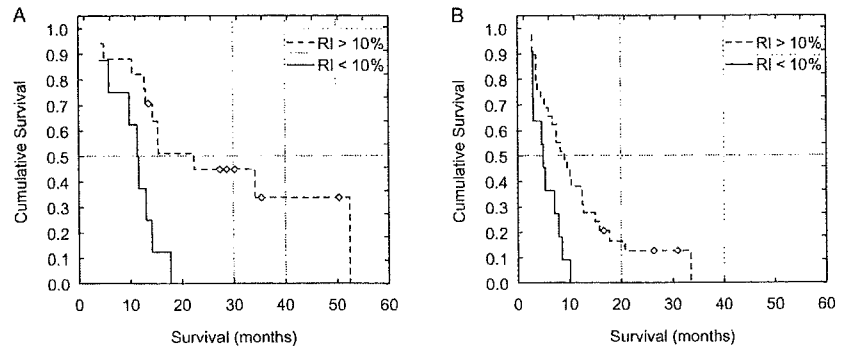 A
Cumulative Survival
1.0
0.9
0.8
0.7
0.6
0.5
0.4
0.3
0.2
0.1
0.0
RI > 10%
RI < 10%
0 10 20 30 40 50 60
Survival (months)
B
Cumulative Survival
1.0
0.9
0.8
0.7
0.6
0.5
0.4
0.3
0.2
0.1
0.0
RI > 10%
RI < 10%
0 10 20 30 40 50 60
Survival (months)